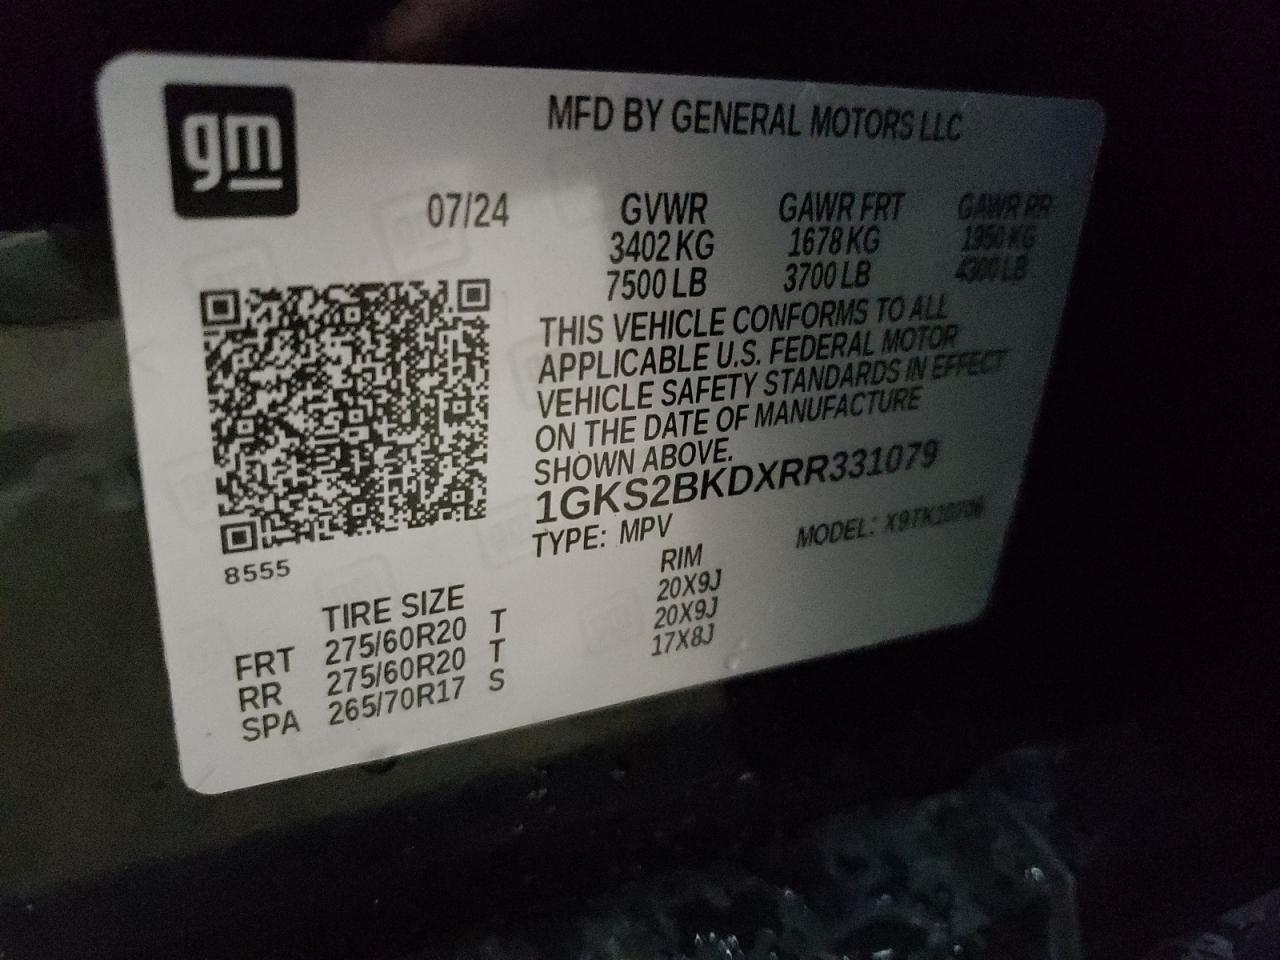 gm
MFD BY GENERAL MOTORS LLC
07/24 GVWR GAWR FRT GAWR RR
3402 KG 1678 KG 1950 KG
7500 LB 3700 LB 4300 LB
THIS VEHICLE CONFORMS TO ALL
APPLICABLE U.S. FEDERAL MOTOR
VEHICLE SAFETY STANDARDS IN EFFECT
ON THE DATE OF MANUFACTURE
SHOWN ABOVE.
1GKS2BKDXRR331079
TYPE: MPV MODEL:
8555
TIRE SIZE RIM
FRT 275/60R20 T 20X9J
RR 275/60R20 T 20X9J
SPA 265/70R17 S 17X8J